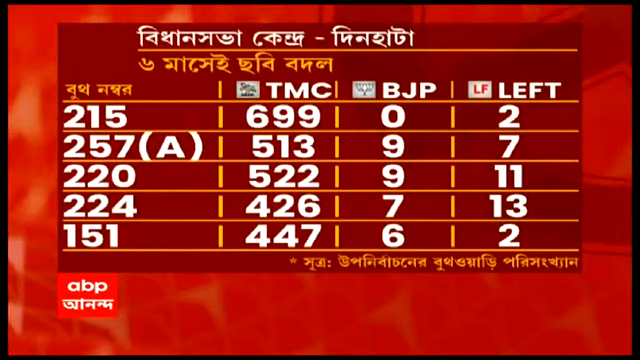 বিধানসভা কেন্দ্র - দিনহাটা
৬ মাসেই ছবি বদল
বুথ নম্বর TMC BJP LF LEFT
215 699 0 2
257(A) 513 9 7
220 522 9 11
224 426 7 13
151 447 6 2
* সূত্র: উপনির্বাচনের বুথওয়াড়ি পরিসংখ্যান
abp
আনন্দ